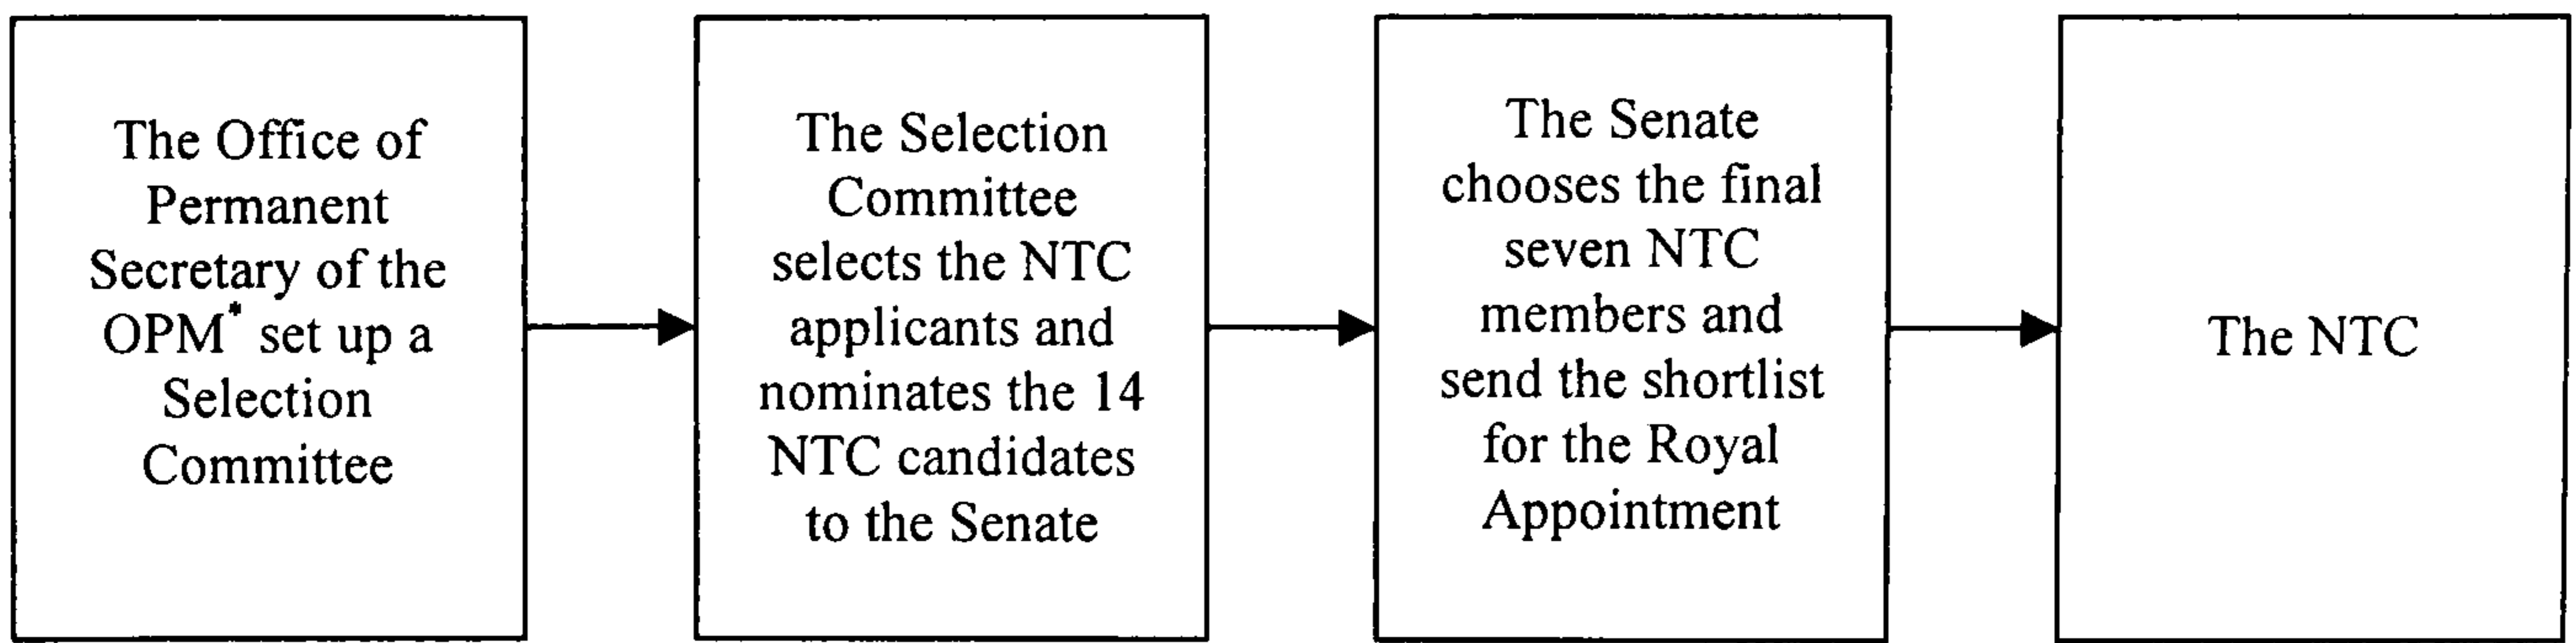 The Office of
Permanent
Secretary of the
OPM* set up a
Selection
Committee
The Selection
Committee
selects the NTC
applicants and
nominates the 14
NTC candidates
to the Senate
The Senate
chooses the final
seven NTC
members and
send the shortlist
for the Royal
Appointment
The NTC